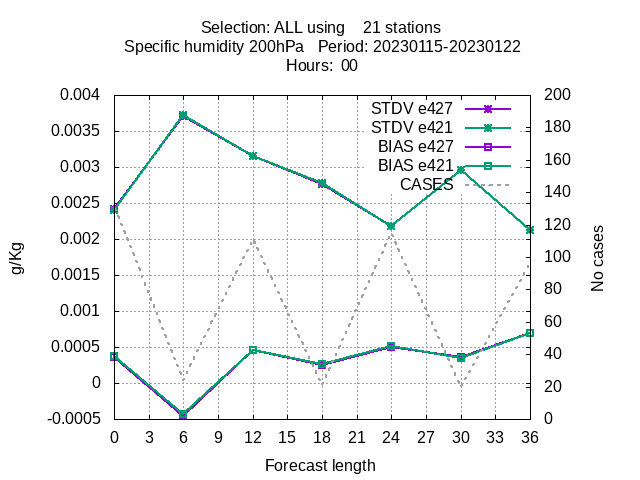 Selection: ALL using 21 stations
Specific humidity 200hPa Period: 20230115-20230122
Hours: 00
0.004
0.0035
0.003
0.0025
0.002
0.0015
0.001
0.0005
0
-0.0005
g/Kg
STDV e427
STDV e421
BIAS e427
BIAS e421
CASES
200
180
160
140
120
100
80
60
40
20
0
No cases
0 3 6 9 12 15 18 21 24 27 30 33 36
Forecast length